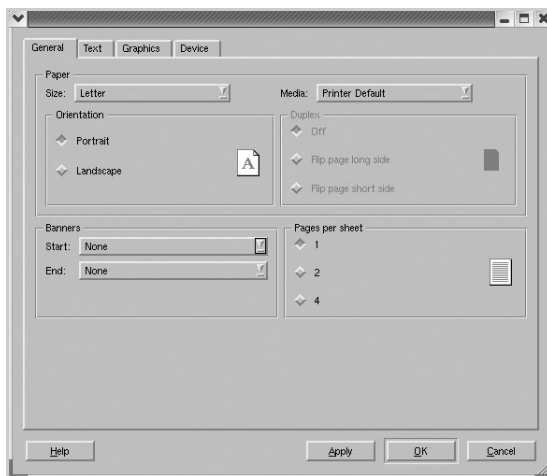 General Text Graphics Device
Paper
Size: Letter Media: Printer Default
Orientation
Portrait
Landscape
A
Duplex
Off
Flip page long side
Flip page short side
Banners
Start: None
End: None
Pages per sheet
1
2
4
Help Apply OK Cancel